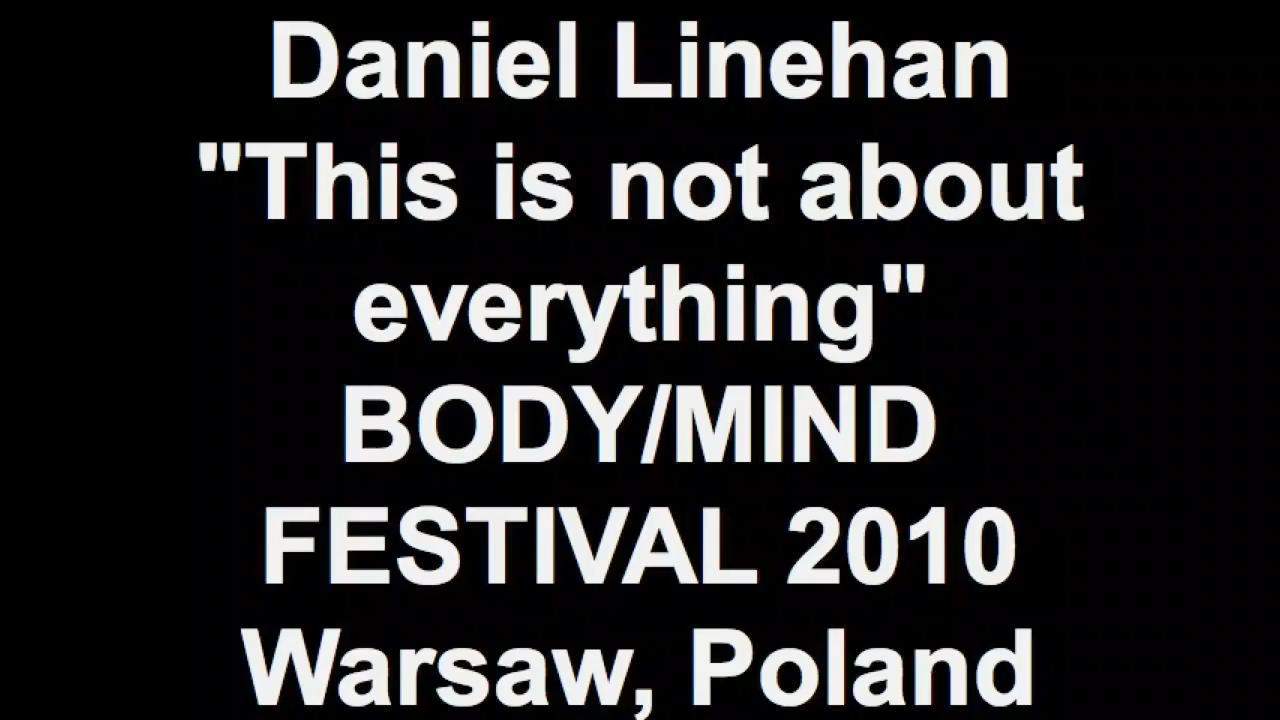 Daniel Linehan
"This is not about
everything"
BODY/MIND
FESTIVAL 2010
Warsaw, Poland